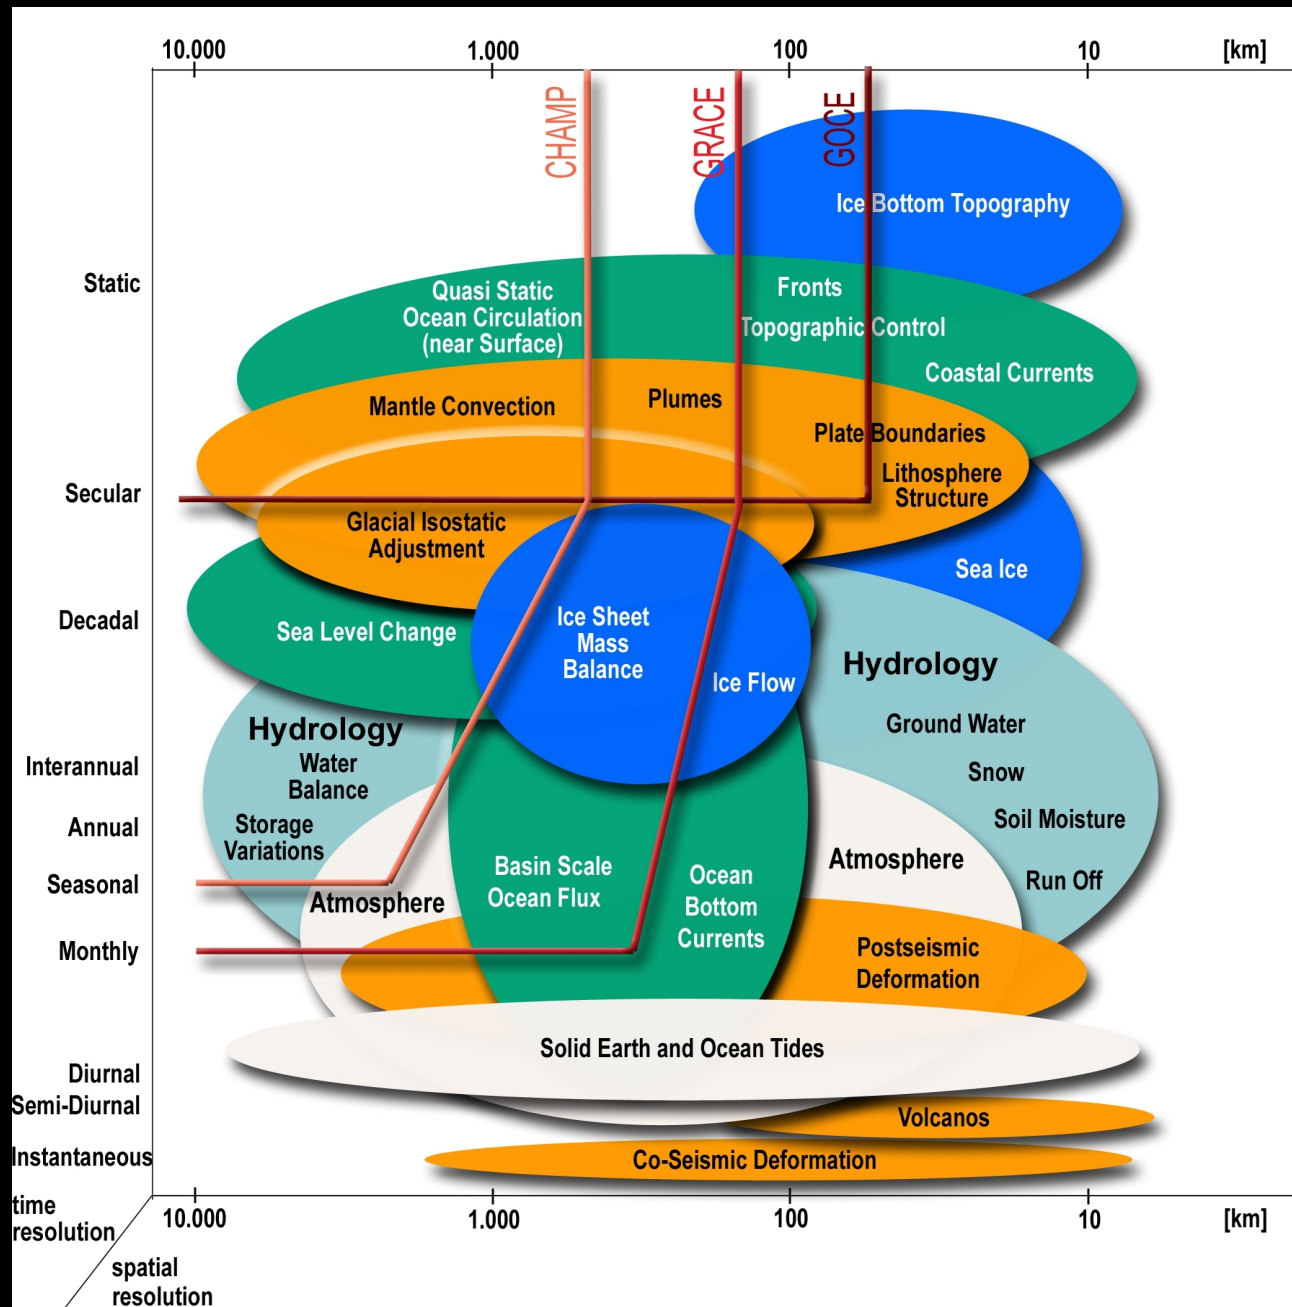 10.000 1.000 100 10 [km]
CHAMP
GRACE
GOCE
Ice Bottom Topography
Static
Quasi Static
Ocean Circulation
(near Surface)
Fronts
Topographic Control
Coastal Currents
Mantle Convection
Plumes
Plate Boundaries
Lithosphere
Structure
Secular
Glacial Isostatic
Adjustment
Sea Ice
Decadal
Sea Level Change
Ice Sheet
Mass
Balance
Ice Flow
Hydrology
Ground Water
Snow
Soil Moisture
Run Off
Hydrology
Water
Balance
Storage
Variations
Interannual
Annual
Seasonal
Atmosphere
Basin Scale
Ocean Flux
Ocean
Bottom
Currents
Atmosphere
Monthly
Postseismic
Deformation
Solid Earth and Ocean Tides
Diurnal
Semi-Diurnal
Volcanos
Instantaneous
Co-Seismic Deformation
time
resolution
10.000 1.000 100 10 [km]
spatial
resolution